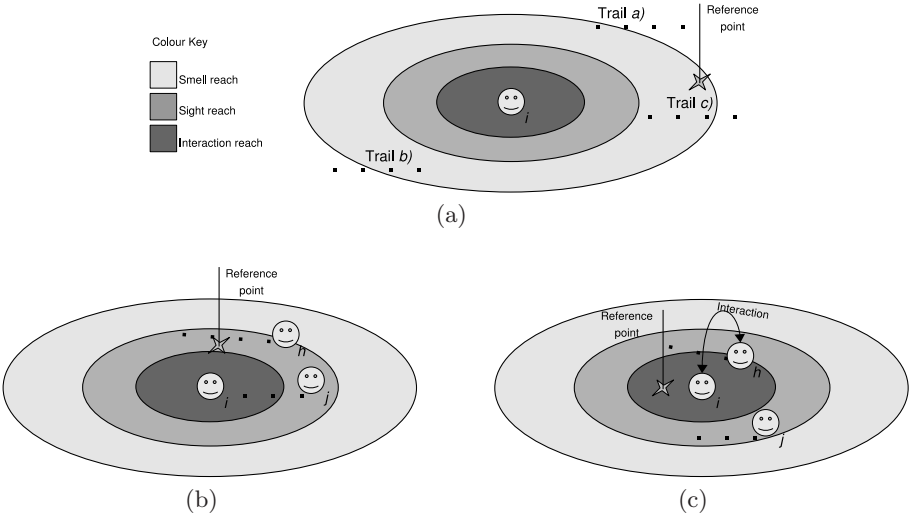 Colour Key
Smell reach
Sight reach
Interaction reach
Trail a)
Reference
point
Trail c)
i
Trail b)
(a)
Reference
point
h
i
j
(b)
Interaction
Reference
point
h
i
j
(c)